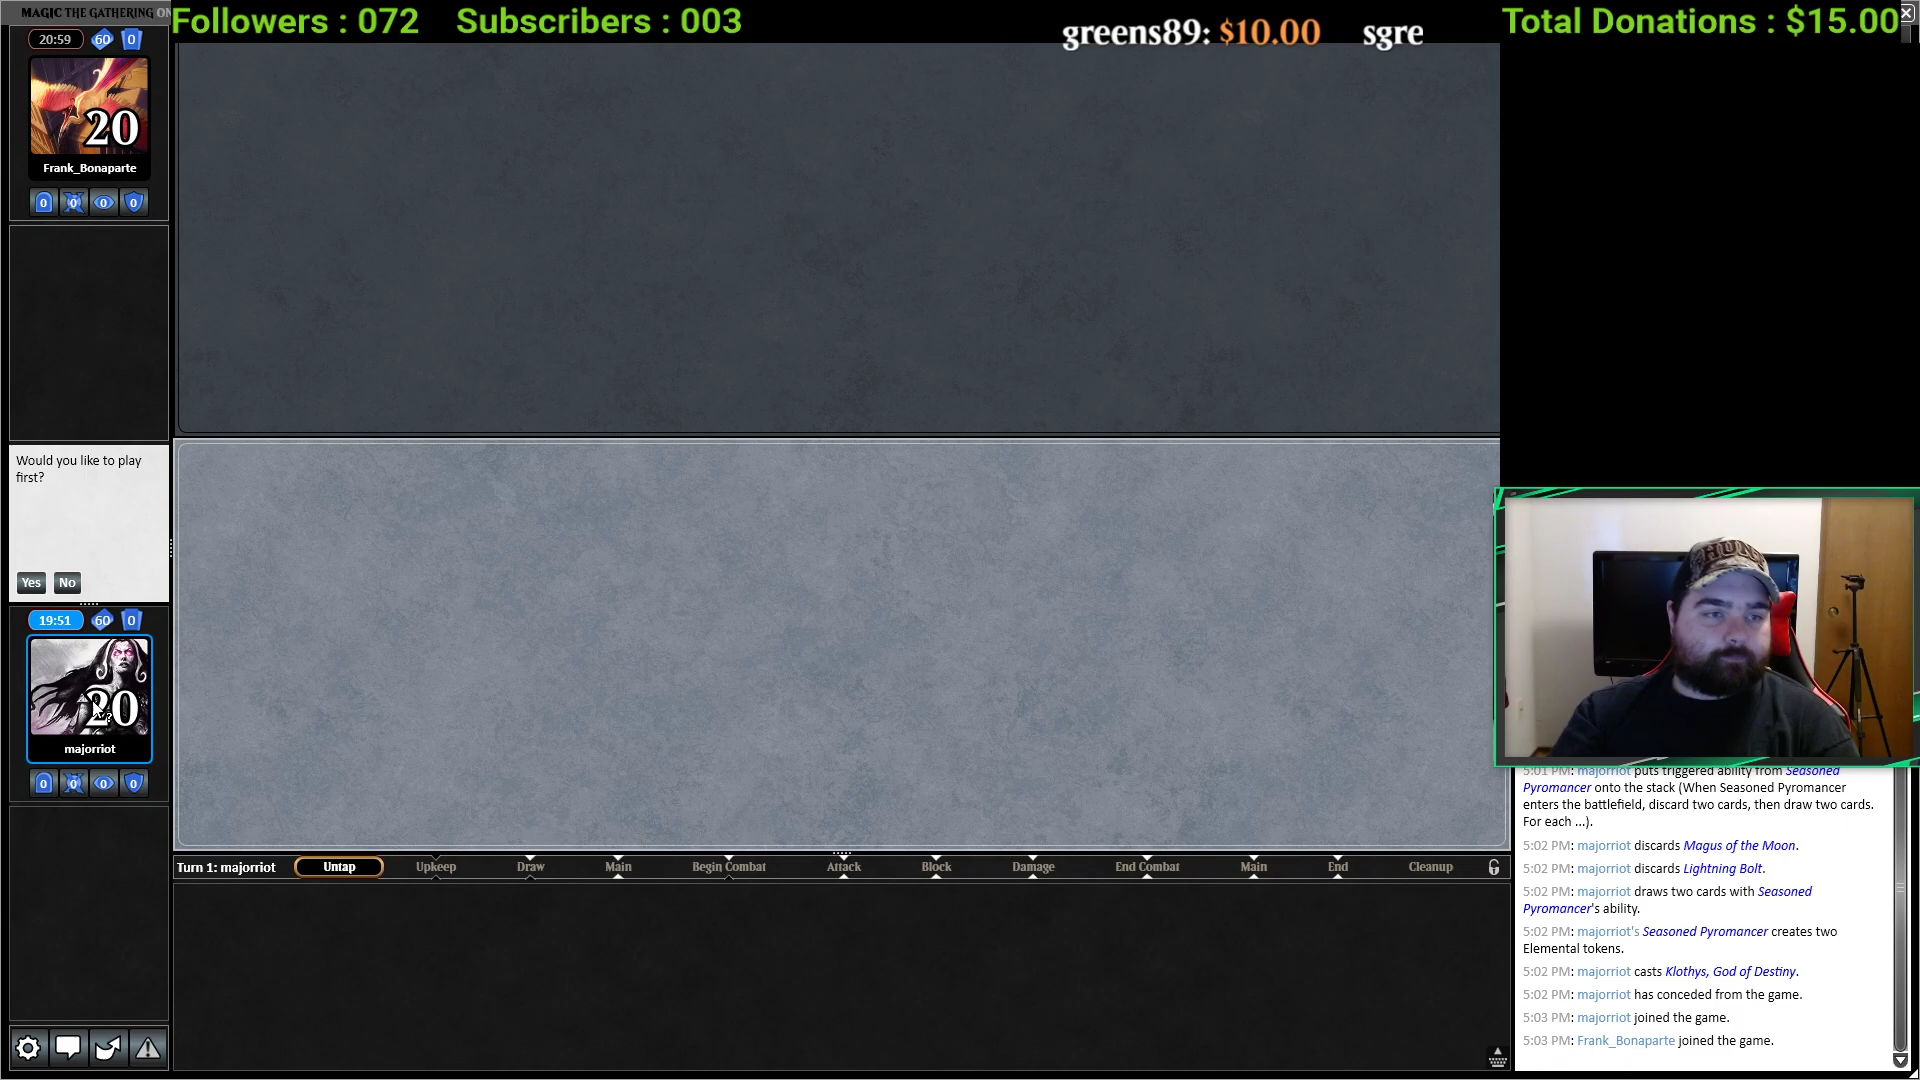 MAGIC THE GATHERING ON
Followers : 072 Subscribers : 003
greens89: $10.00 sgre
Total Donations : $15.00
20:59 60 0
20
Frank_Bonaparte
0 0 0 0
Would you like to play
first?
Yes No
19:51 60 0
20
majorriot
0 0 0 0
Turn 1: majorriot Untap Upkeep Draw Main Begin Combat Attack Block Damage End Combat Main End Cleanup
5:01 PM: majorriot puts triggered ability from Seasoned
Pyromancer onto the stack (When Seasoned Pyromancer
enters the battlefield, discard two cards, then draw two cards.
For each ...).
5:02 PM: majorriot discards Magus of the Moon.
5:02 PM: majorriot discards Lightning Bolt.
5:02 PM: majorriot draws two cards with Seasoned
Pyromancer's ability.
5:02 PM: majorriot's Seasoned Pyromancer creates two
Elemental tokens.
5:02 PM: majorriot casts Klothys, God of Destiny.
5:02 PM: majorriot has conceded from the game.
5:03 PM: majorriot joined the game.
5:03 PM: Frank_Bonaparte joined the game.